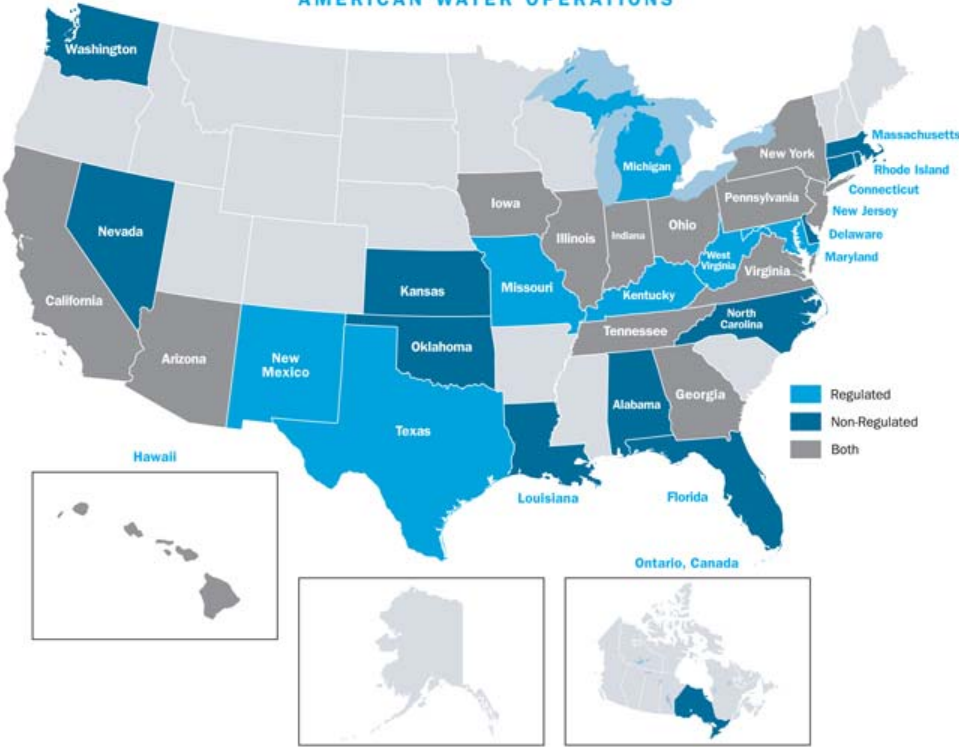 AMERICAN WATER OPERATIONS
Washington
Massachusetts
New York
Michigan
Rhode Island
Connecticut
Pennsylvania
Iowa
New Jersey
Ohio
Nevada
Illinois
Indiana
Delaware
West
Virginia
Maryland
Virginia
Kansas
Missouri
Kentucky
California
North
Carolina
Tennessee
Oklahoma
Arizona
New
Mexico
Georgia
Regulated
Alabama
Non-Regulated
Texas
Both
Hawaii
Louisiana
Florida
Ontario, Canada